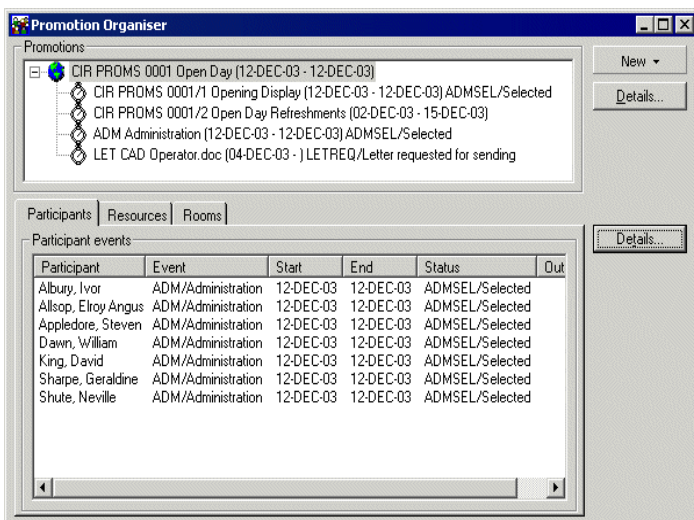 Promotion Organiser
Promotions
CIR PROMS 0001 Open Day (12-DEC-03 - 12-DEC-03)
CIR PROMS 0001/1 Opening Display (12-DEC-03 - 12-DEC-03) ADMSEL/Selected
CIR PROMS 0001/2 Open Day Refreshments (02-DEC-03 - 15-DEC-03)
ADM Administration (12-DEC-03 - 12-DEC-03) ADMSEL/Selected
LET CAD Operator.doc (04-DEC-03 - ) LETREQ/Letter requested for sending
New
Details...
Participants Resources Rooms
Details...
Participant events
Participant Event Start End Status Out
Albury, Ivor ADM/Administration 12-DEC-03 12-DEC-03 ADMSEL/Selected
Allsop, Elroy Angus ADM/Administration 12-DEC-03 12-DEC-03 ADMSEL/Selected
Appledore, Steven ADM/Administration 12-DEC-03 12-DEC-03 ADMSEL/Selected
Dawn, William ADM/Administration 12-DEC-03 12-DEC-03 ADMSEL/Selected
King, David ADM/Administration 12-DEC-03 12-DEC-03 ADMSEL/Selected
Sharpe, Geraldine ADM/Administration 12-DEC-03 12-DEC-03 ADMSEL/Selected
Shute, Neville ADM/Administration 12-DEC-03 12-DEC-03 ADMSEL/Selected